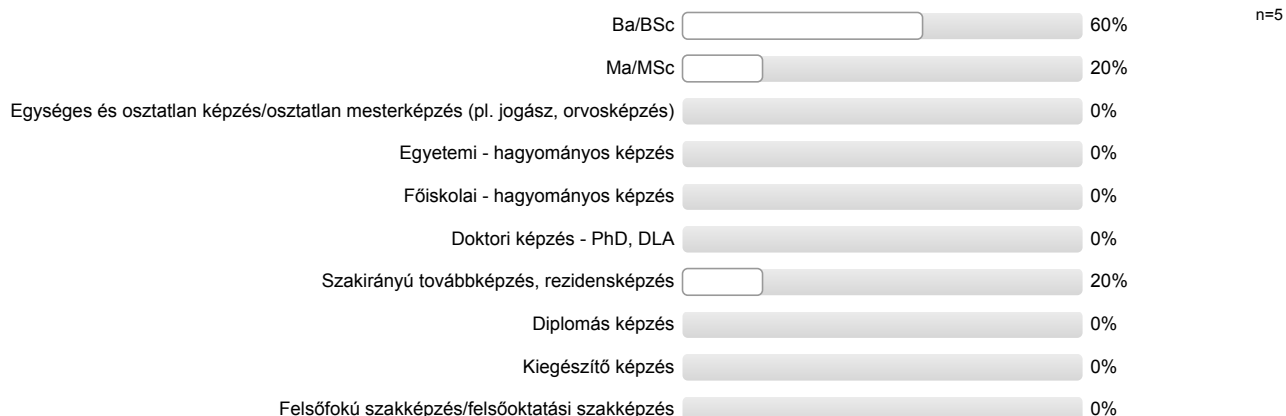 n=5
Ba/BSc 60%
Ma/MSc 20%
Egységes és osztatlan képzés/osztatlan mesterképzés (pl. jogász, orvosképzés) 0%
Egyetemi - hagyományos képzés 0%
Főiskolai - hagyományos képzés 0%
Doktori képzés - PhD, DLA 0%
Szakirányú továbbképzés, rezidensképzés 20%
Diplomás képzés 0%
Kiegészítő képzés 0%
Felsőfokú szakképzés/felsőoktatási szakképzés 0%